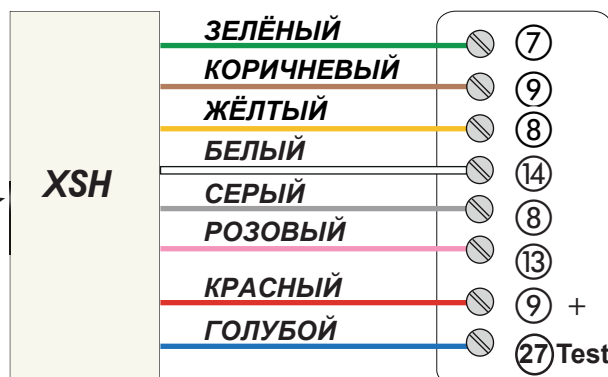 ЗЕЛЁНЫЙ ⑦
КОРИЧНЕВЫЙ ⑨
ЖЁЛТЫЙ ⑧
БЕЛЫЙ ⑭
XSH
СЕРЫЙ ⑧
РОЗОВЫЙ ⑬
КРАСНЫЙ ⑨ +
ГОЛУБОЙ ㉗ Test